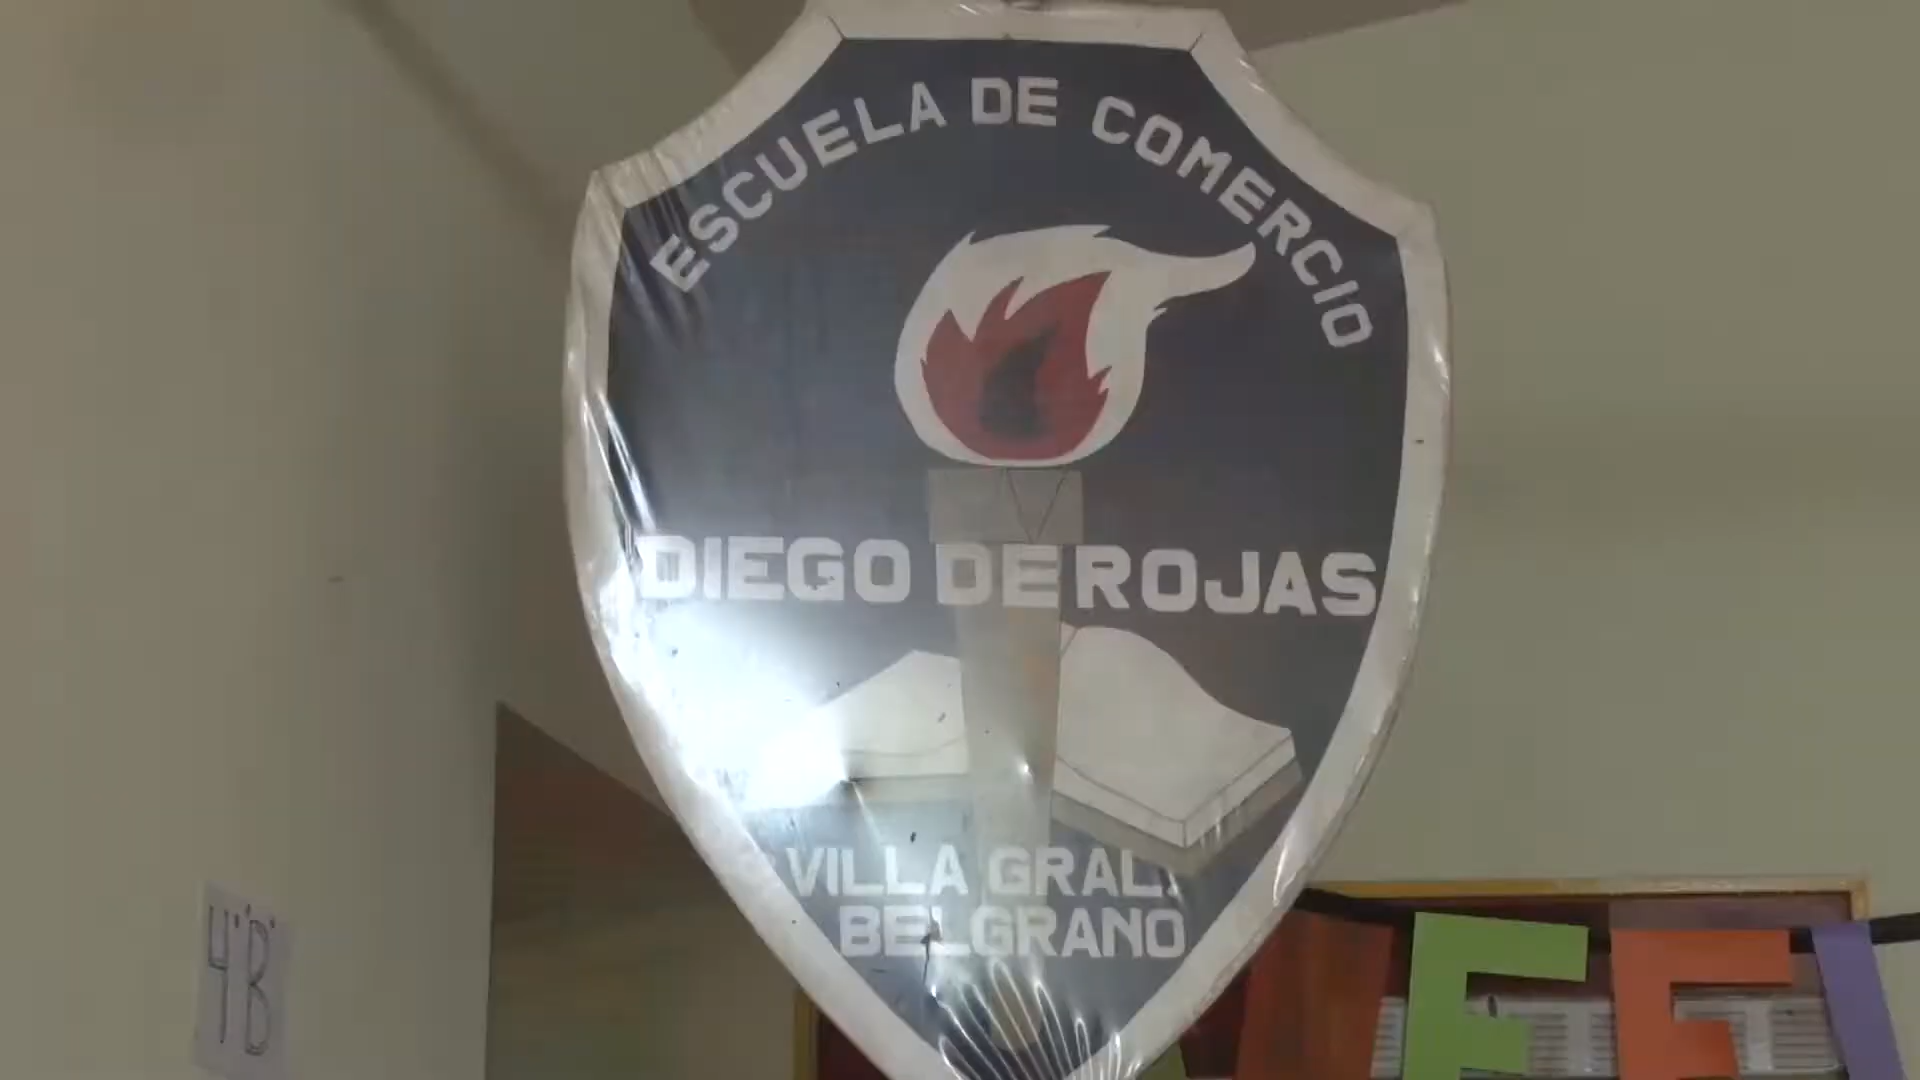 ESCUELA DE COMERCIO
DIEGO DE ROJAS
VILLA GRAL.
BELGRANO
4°"B"
F E